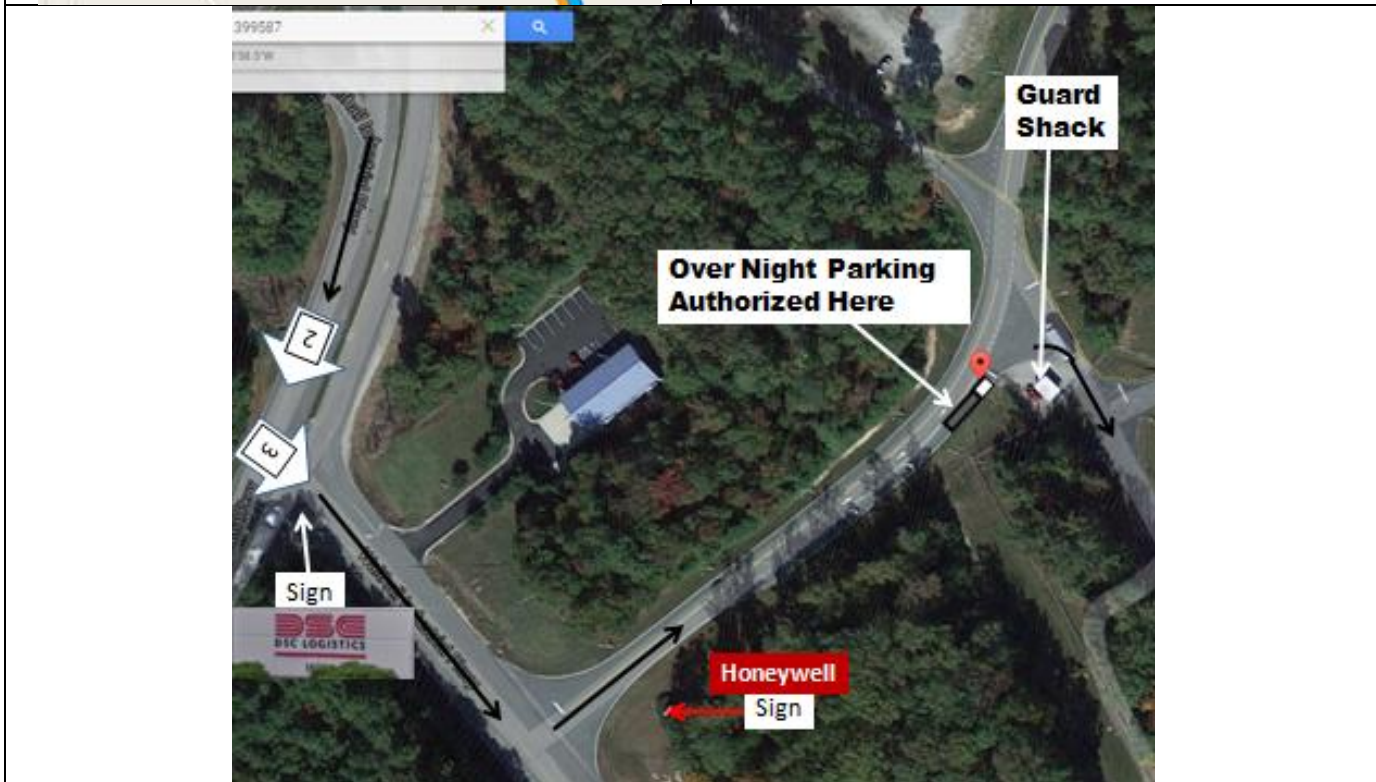 399587
Guard
Shack
Over Night Parking
Authorized Here
2
3
Sign
DSC
DSC LOGISTICS
Honeywell
Sign